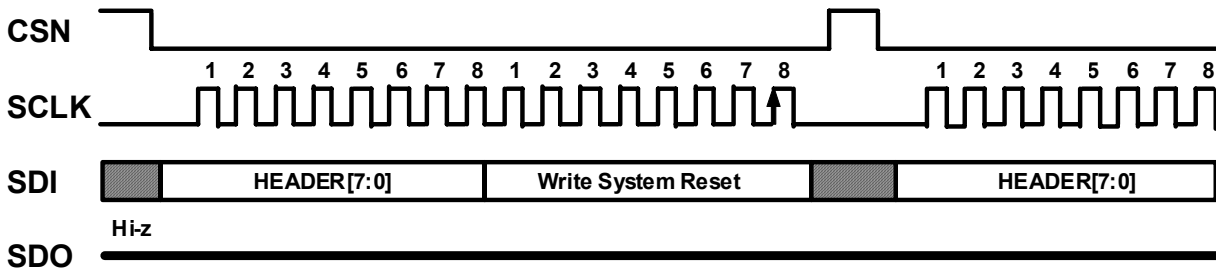 CSN
1 2 3 4 5 6 7 8 1 2 3 4 5 6 7 8 1 2 3 4 5 6 7 8
SCLK
SDI HEADER[7:0] Write System Reset HEADER[7:0]
Hi-z
SDO